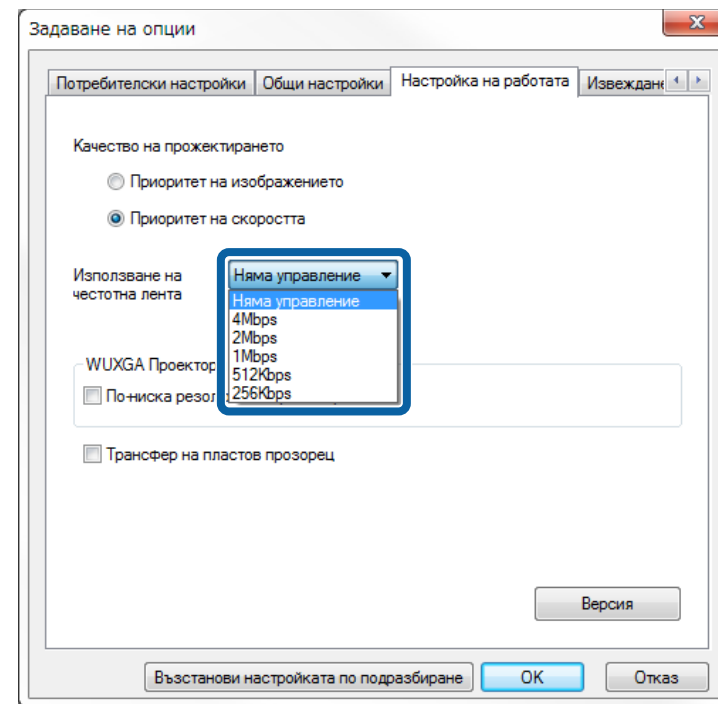 Задаване на опции
Потребителски настройки Общи настройки Настройка на работата
Качество на прожектирането
Приоритет на изображението
Приоритет на скоростта
Използване на
честотна лента
Няма управление
Няма управление
4Mbps
2Mbps
1Mbps
512Kbps
256Kbps
WUXGA Проектор
По-ниска
Трансфер на пластов прозорец
Версия
Възстанови настройката по подразбиране OK Отказ